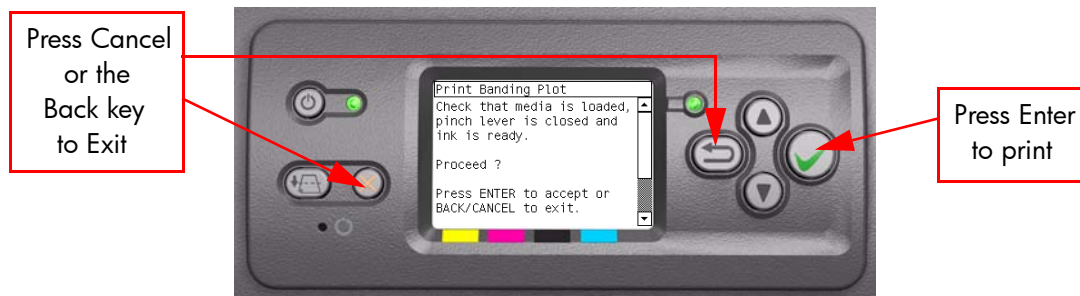 Press Cancel
or the
Back key
to Exit
Print Banding Plot
Check that media is loaded,
pinch lever is closed and
ink is ready.
Proceed ?
Press ENTER to accept or
BACK/CANCEL to exit.
Press Enter
to print